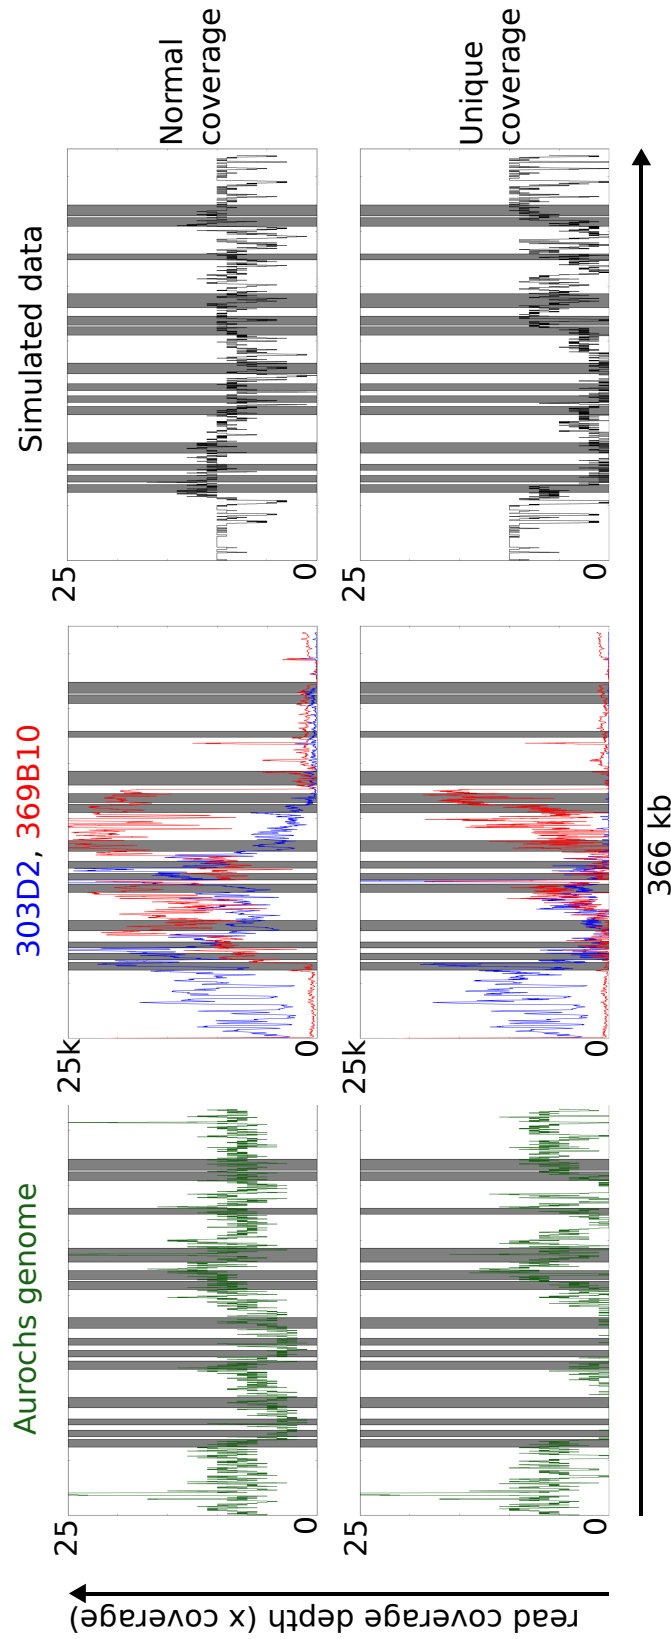 Aurochs genome
303D2, 369B10
Simulated data
25
0
25k
0
25
0
Normal
coverage
25
0
25k
0
25
0
Unique
coverage
read coverage depth (x coverage)
366 kb